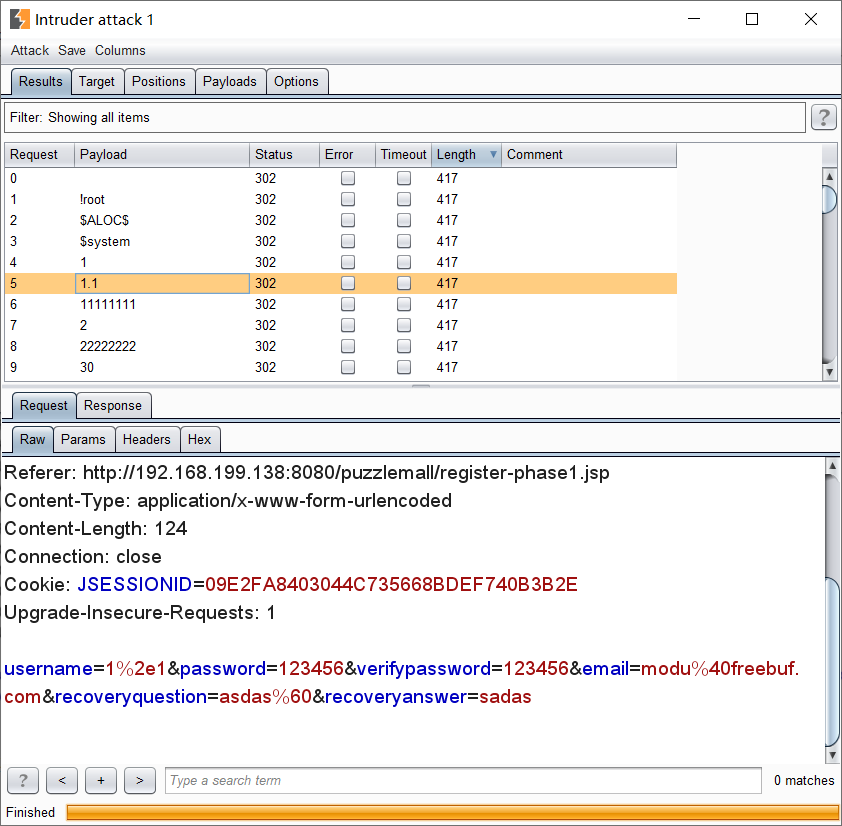 Intruder attack 1
Attack Save Columns
Results Target Positions Payloads Options
Filter: Showing all items ?
Request Payload Status Error Timeout Length Comment
0 302 417
1 !root 302 417
2 $ALOC$ 302 417
3 $system 302 417
4 1 302 417
5 1.1 302 417
6 11111111 302 417
7 2 302 417
8 22222222 302 417
9 30 302 417
Request Response
Raw Params Headers Hex
Referer: http://192.168.199.138:8080/puzzlemall/register-phase1.jsp
Content-Type: application/x-www-form-urlencoded
Content-Length: 124
Connection: close
Cookie: JSESSIONID=09E2FA8403044C735668BDEF740B3B2E
Upgrade-Insecure-Requests: 1
username=1%2e1&password=123456&verifypassword=123456&email=modu%40freebuf.
com&recoveryquestion=asdas%60&recoveryanswer=sadas
? < + > Type a search term 0 matches
Finished